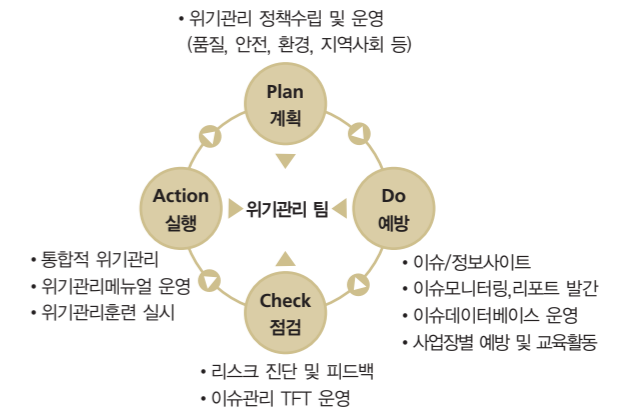 • 위기관리 정책수립 및 운영
(품질, 안전, 환경, 지역사회 등)
Plan
계획
Action
실행
위기관리 팀
Do
예방
• 통합적 위기관리
• 위기관리메뉴얼 운영
• 위기관리훈련 실시
• 이슈/정보사이트
• 이슈모니터링,리포트 발간
• 이슈데이터베이스 운영
• 사업장별 예방 및 교육활동
Check
점검
• 리스크 진단 및 피드백
• 이슈관리 TFT 운영